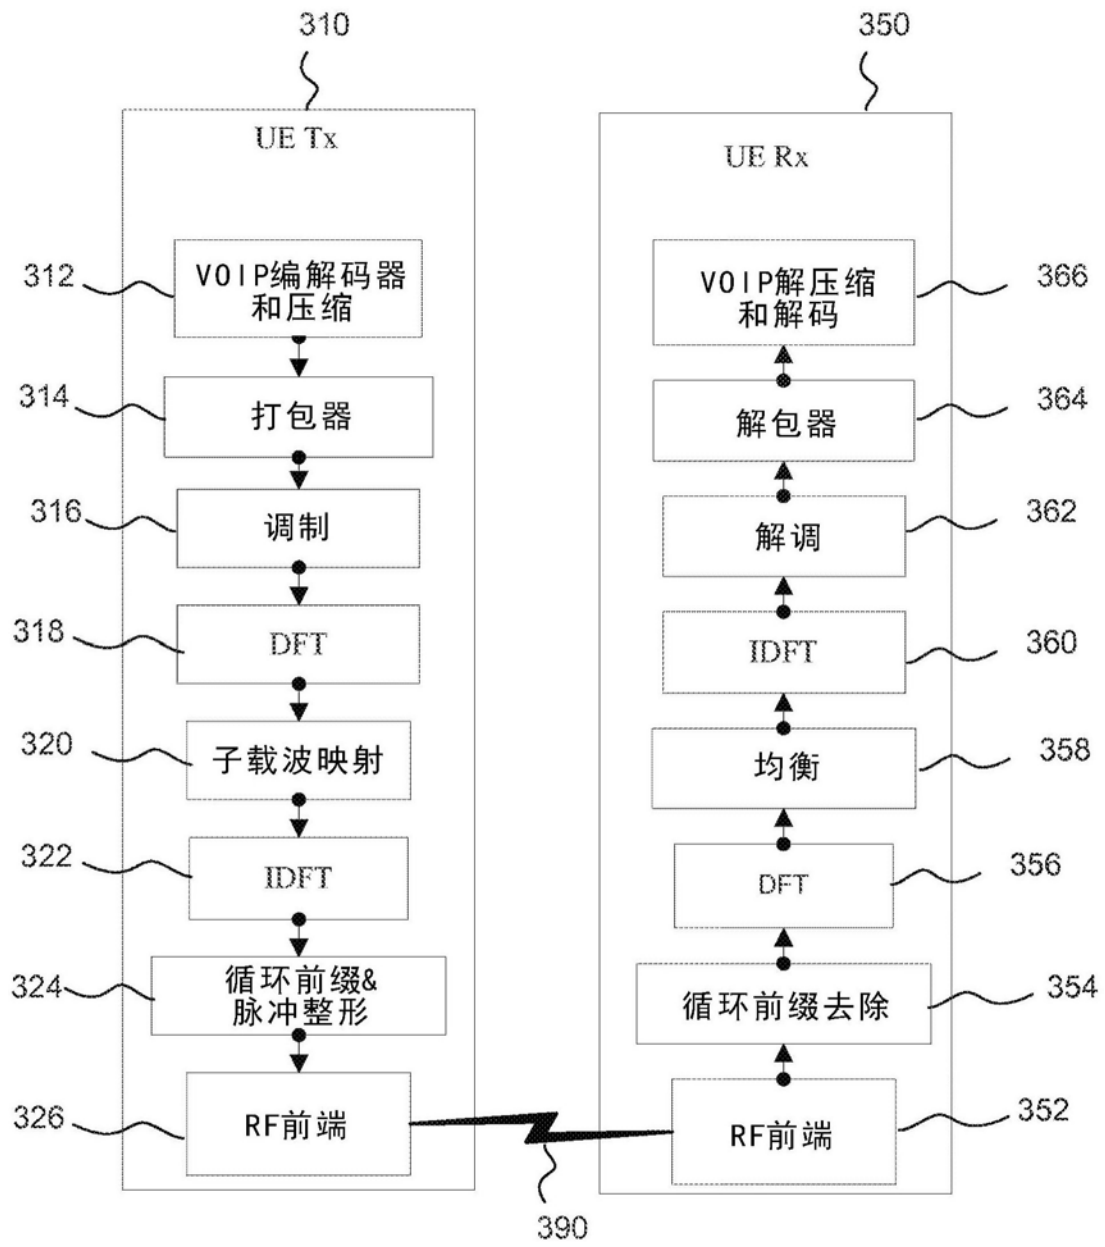 310
350
UE Tx
UE Rx
312
VOIP编解码器
和压缩
VOIP解压缩
和解码
366
314
打包器
解包器
364
316
调制
解调
362
318
DFT
IDFT
360
320
子载波映射
均衡
358
322
IDFT
DFT
356
324
循环前缀&
脉冲整形
循环前缀去除
354
326
RF前端
RF前端
352
390